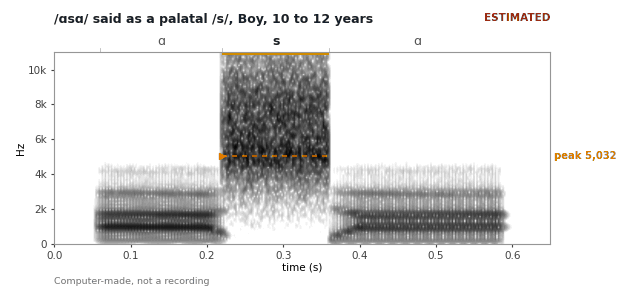 /ɑsɑ/ said as a palatal /s/, Boy, 10 to 12 years
ESTIMATED
ɑ s ɑ
10k
8k
6k
4k
2k
0
Hz
peak 5,032
0.0 0.1 0.2 0.3 0.4 0.5 0.6
time (s)
Computer-made, not a recording